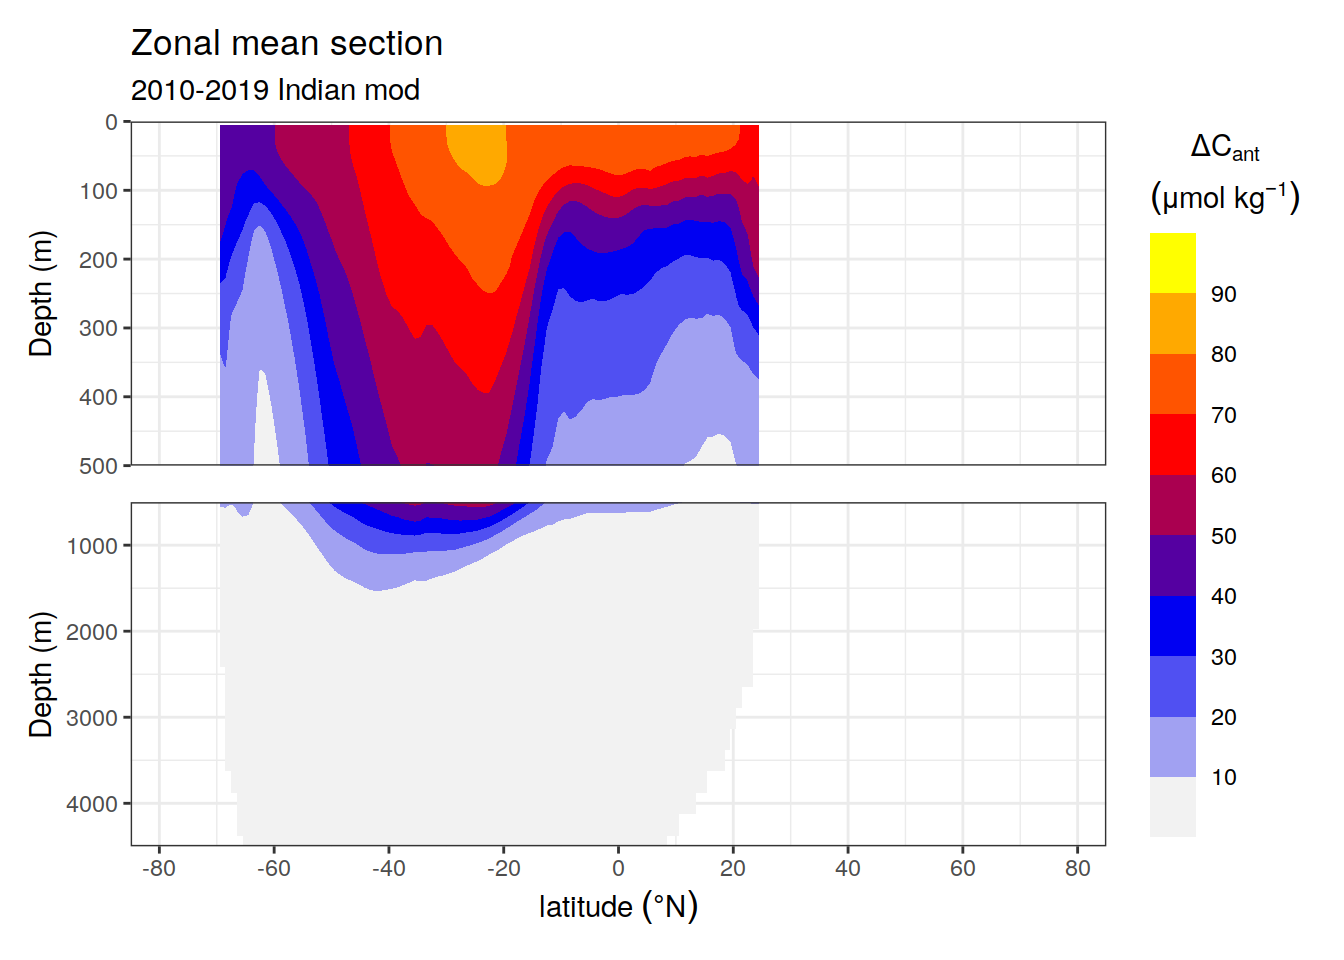 Zonal mean section
2010-2019 Indian mod
ΔCant
(μmol kg⁻¹)
Depth (m)
0
100
200
300
400
500
90
80
70
60
50
40
30
20
10
Depth (m)
1000
2000
3000
4000
-80 -60 -40 -20 0 20 40 60 80
latitude (°N)